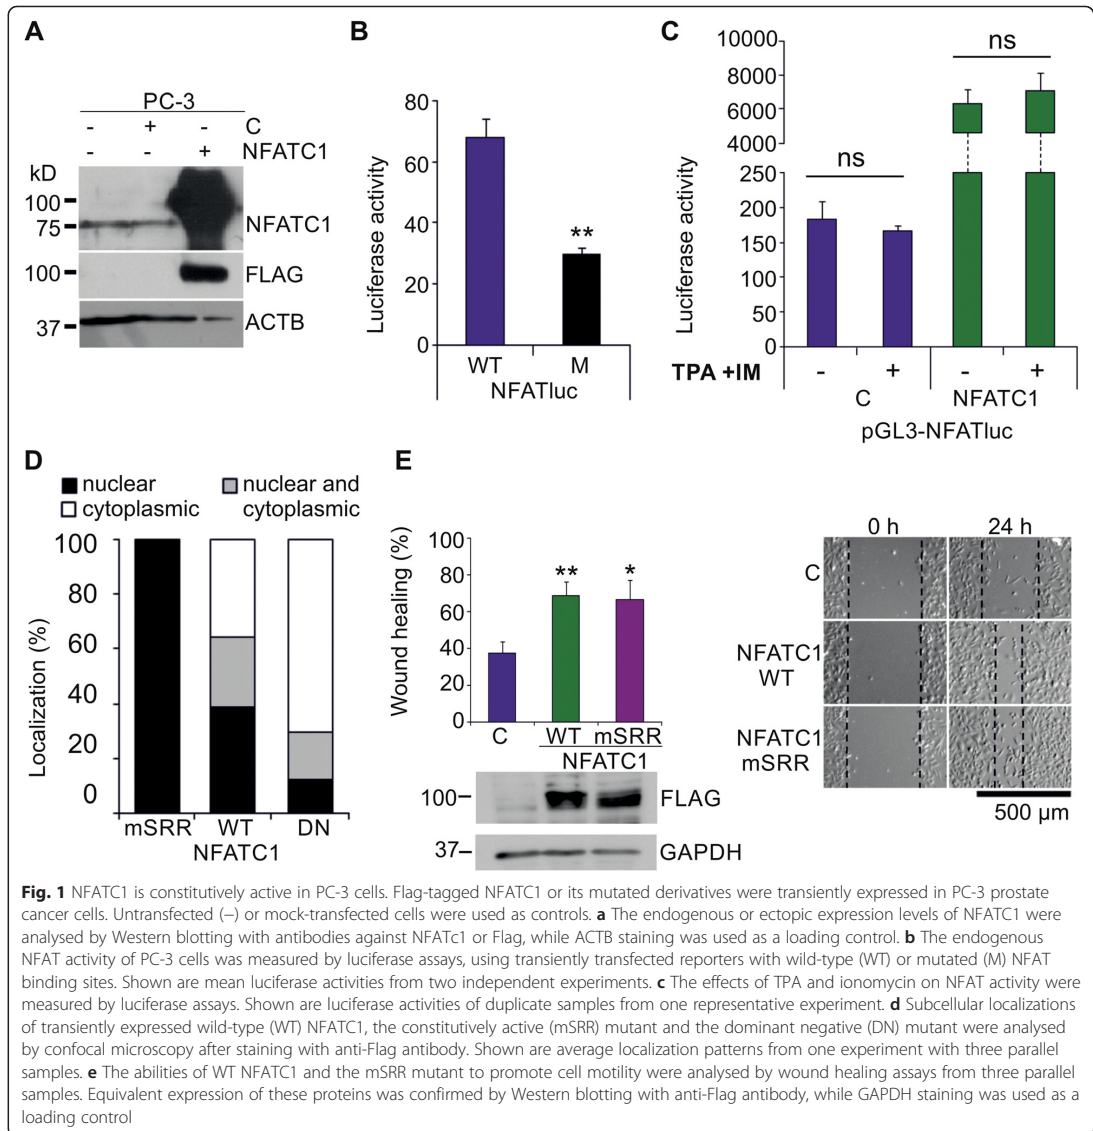 A
PC-3
- + - C
- - + NFATC1
kD
100
75
NFATC1
100
FLAG
37
ACTB
B
Luciferase activity
80
60
40
20
0
**
WT M
NFATluc
C
Luciferase activity
10000
8000
6000
4000
250
200
150
100
50
0
ns
ns
TPA +IM - + - +
C NFATC1
pGL3-NFATluc
D
nuclear
cytoplasmic
nuclear and
cytoplasmic
Localization (%)
100
80
60
40
20
0
mSRR WT DN
NFATC1
E
Wound healing (%)
100
80
60
40
20
0
** *
C WT mSRR
NFATC1
100 FLAG
37 GAPDH
0 h 24 h
C
NFATC1
WT
NFATC1
mSRR
500 µm
Fig. 1 NFATC1 is constitutively active in PC-3 cells. Flag-tagged NFATC1 or its mutated derivatives were transiently expressed in PC-3 prostate
cancer cells. Untransfected (−) or mock-transfected cells were used as controls. a The endogenous or ectopic expression levels of NFATC1 were
analysed by Western blotting with antibodies against NFATc1 or Flag, while ACTB staining was used as a loading control. b The endogenous
NFAT activity of PC-3 cells was measured by luciferase assays, using transiently transfected reporters with wild-type (WT) or mutated (M) NFAT
binding sites. Shown are mean luciferase activities from two independent experiments. c The effects of TPA and ionomycin on NFAT activity were
measured by luciferase assays. Shown are luciferase activities of duplicate samples from one representative experiment. d Subcellular localizations
of transiently expressed wild-type (WT) NFATC1, the constitutively active (mSRR) mutant and the dominant negative (DN) mutant were analysed
by confocal microscopy after staining with anti-Flag antibody. Shown are average localization patterns from one experiment with three parallel
samples. e The abilities of WT NFATC1 and the mSRR mutant to promote cell motility were analysed by wound healing assays from three parallel
samples. Equivalent expression of these proteins was confirmed by Western blotting with anti-Flag antibody, while GAPDH staining was used as a
loading control